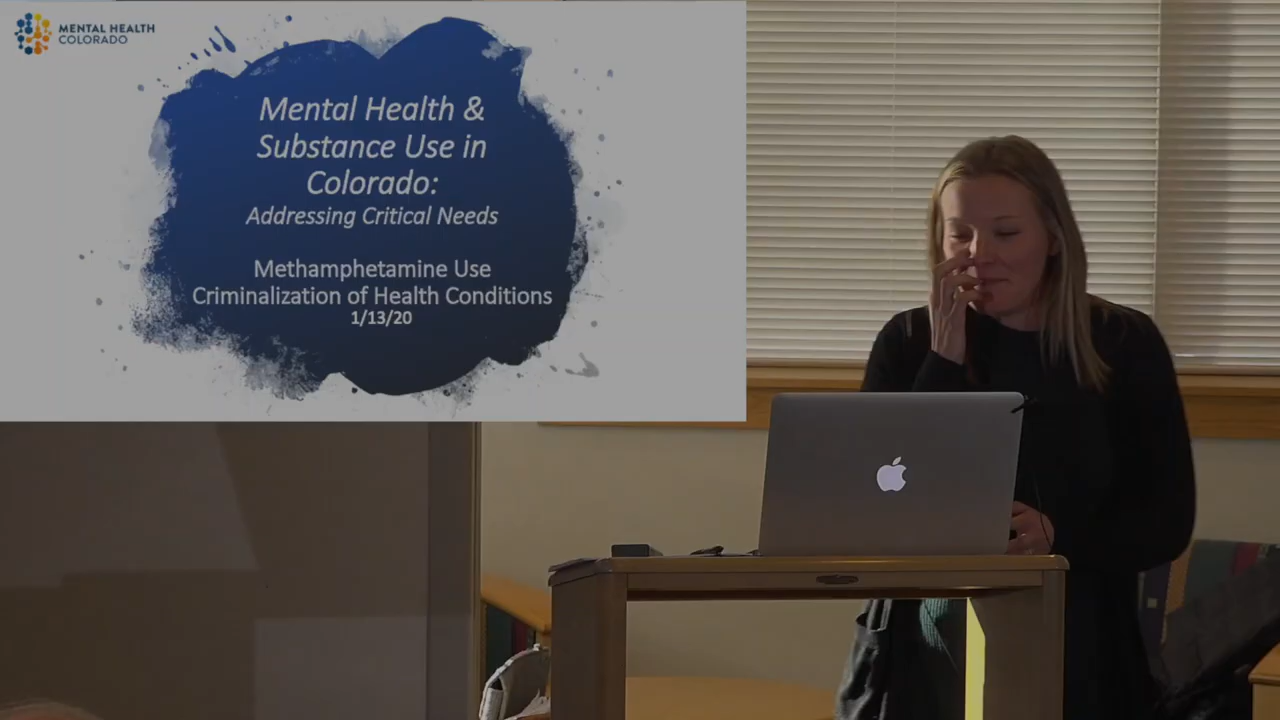 MENTAL HEALTH
COLORADO
Mental Health &
Substance Use in
Colorado:
Addressing Critical Needs
Methamphetamine Use
Criminalization of Health Conditions
1/13/20